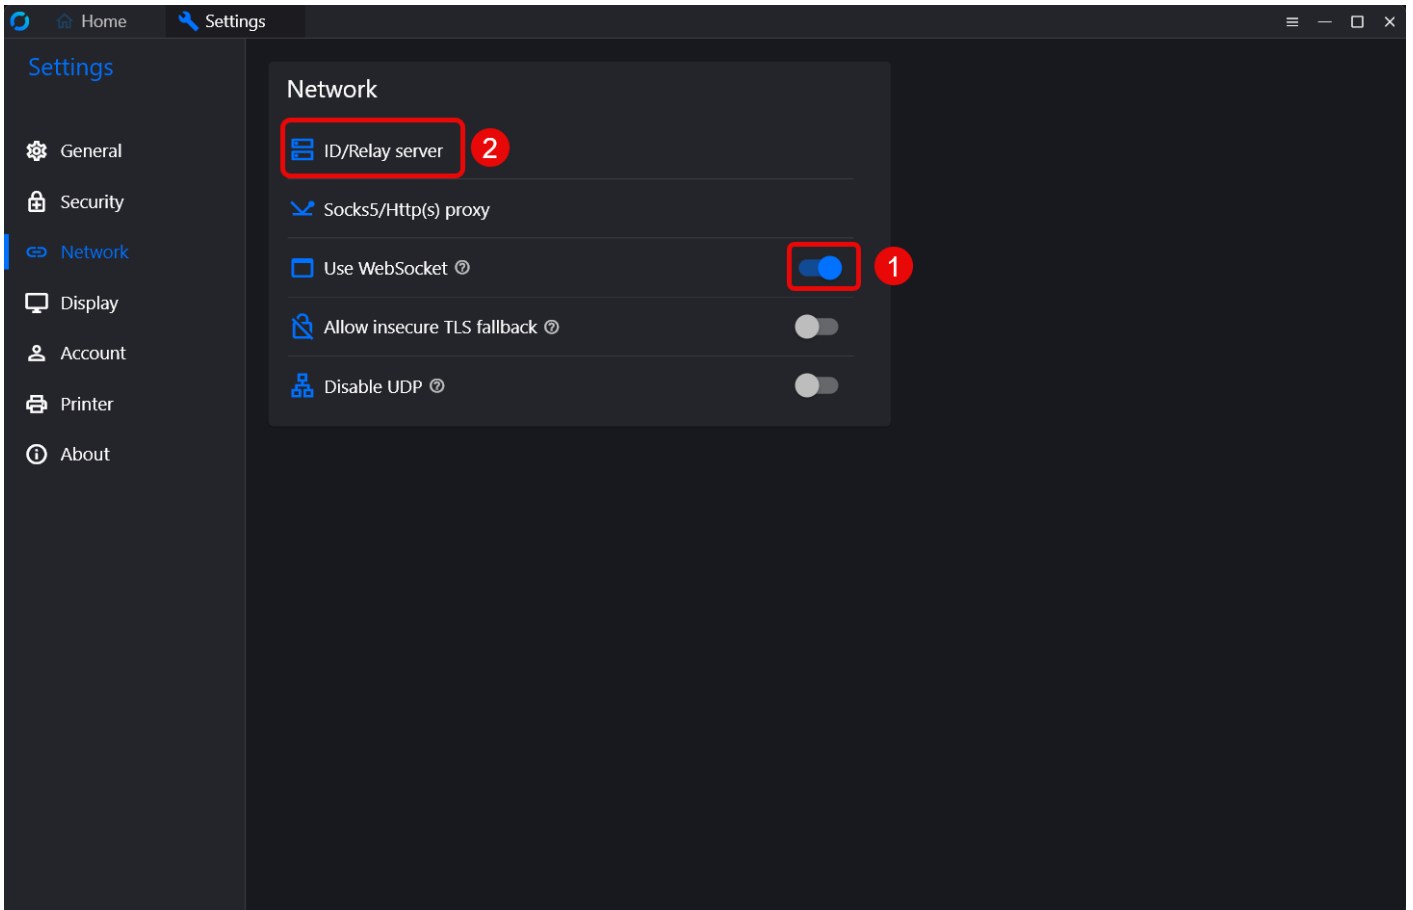 Home
Settings
Settings
General
Security
Network
Display
Account
Printer
About
Network
ID/Relay server
2
Socks5/Http(s) proxy
Use WebSocket
1
Allow insecure TLS fallback
Disable UDP